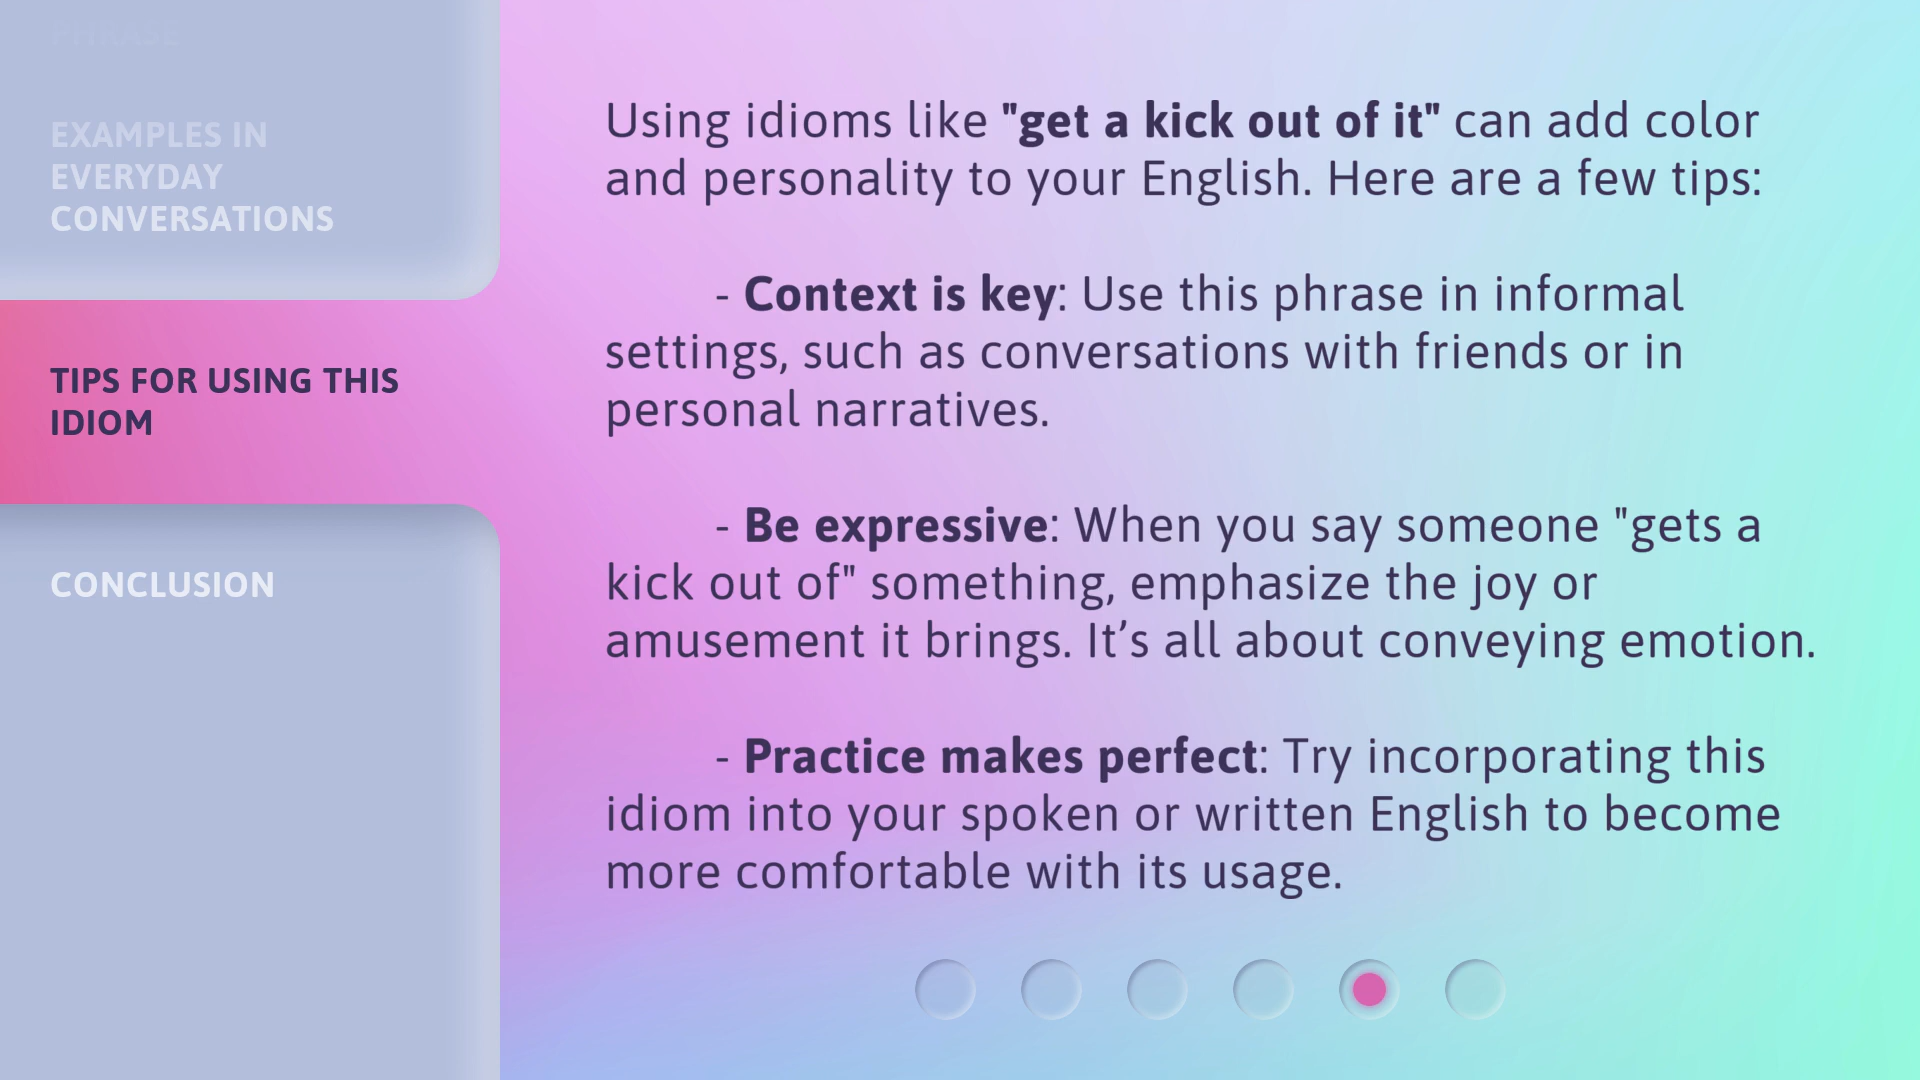 PHRASE
EXAMPLES IN
EVERYDAY
CONVERSATIONS
TIPS FOR USING THIS
IDIOM
CONCLUSION
Using idioms like "get a kick out of it" can add color
and personality to your English. Here are a few tips:
- Context is key: Use this phrase in informal
settings, such as conversations with friends or in
personal narratives.
- Be expressive: When you say someone "gets a
kick out of" something, emphasize the joy or
amusement it brings. It’s all about conveying emotion.
- Practice makes perfect: Try incorporating this
idiom into your spoken or written English to become
more comfortable with its usage.